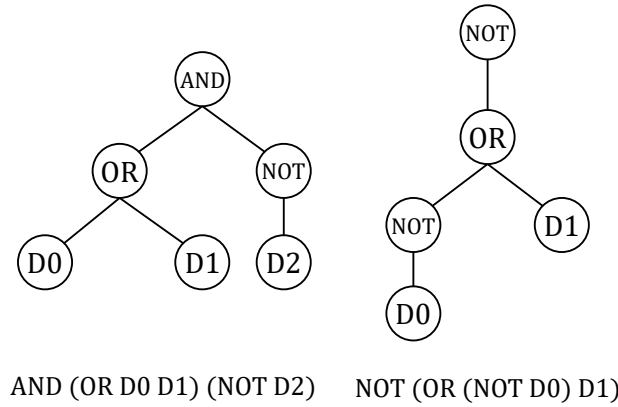 NOT
AND
OR
OR NOT
NOT D1
D0 D1 D2
D0
AND (OR D0 D1) (NOT D2) NOT (OR (NOT D0) D1)